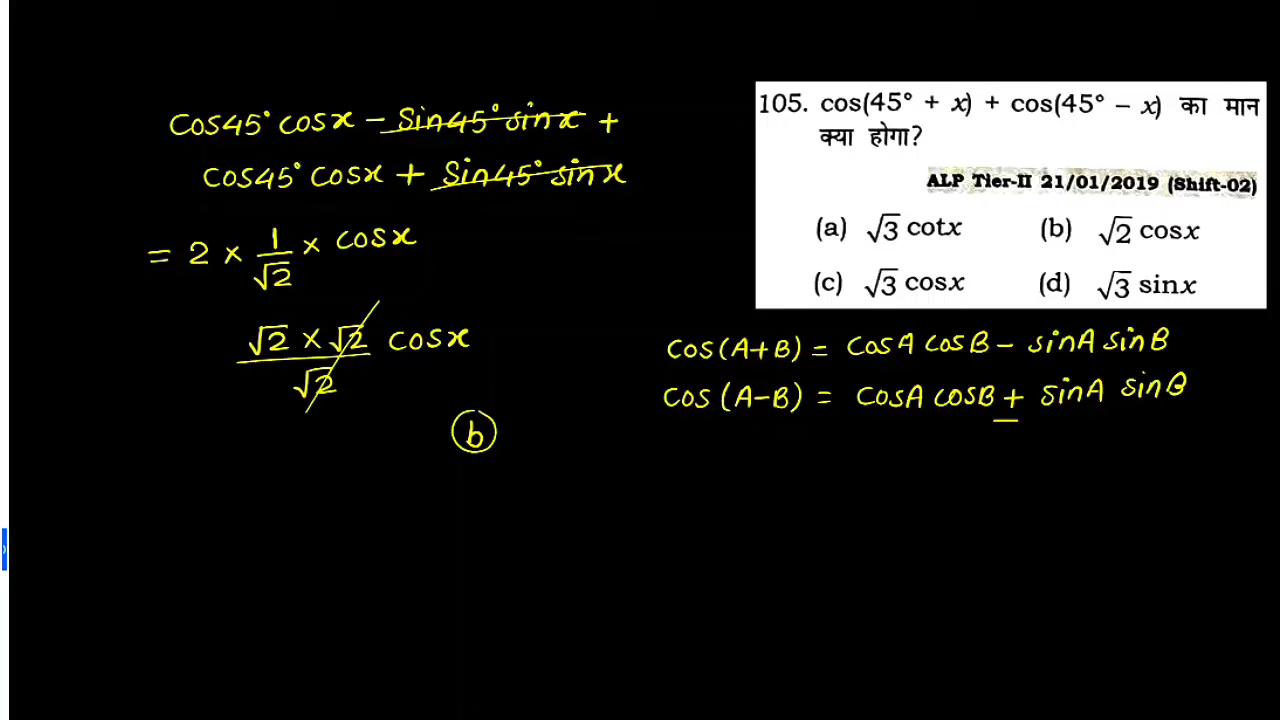 cos45° cosx – sin45° sinx +
cos45° cosx + sin45° sinx
= 2 × 1/√2 × cosx
√2 × √2/√2 cosx
b
105. cos(45° + x) + cos(45° – x) का मान
क्या होगा?
ALP Tier-II 21/01/2019 (Shift-02)
(a) √3 cotx (b) √2 cosx
(c) √3 cosx (d) √3 sinx
cos(A+B) = cosA cosB – sinA sinB
cos(A–B) = cosA cosB + sinA sinB